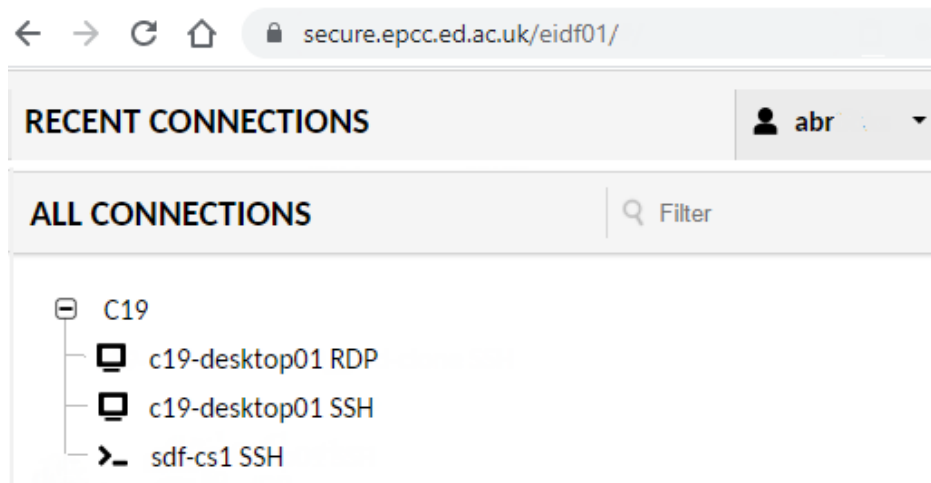 secure.epcc.ed.ac.uk/eidf01/
RECENT CONNECTIONS abr
ALL CONNECTIONS Filter
C19
c19-desktop01 RDP
c19-desktop01 SSH
sdf-cs1 SSH